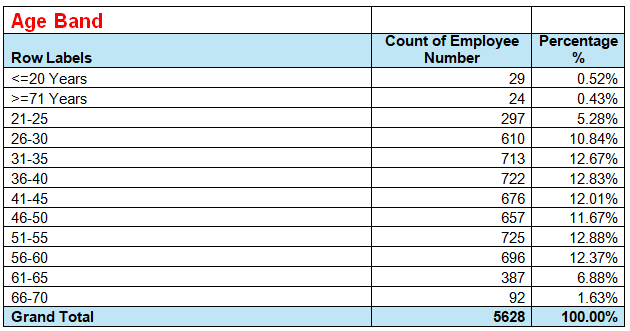 Age Band
Row Labels Count of Employee Number Percentage %
<=20 Years 29 0.52%
>=71 Years 24 0.43%
21-25 297 5.28%
26-30 610 10.84%
31-35 713 12.67%
36-40 722 12.83%
41-45 676 12.01%
46-50 657 11.67%
51-55 725 12.88%
56-60 696 12.37%
61-65 387 6.88%
66-70 92 1.63%
Grand Total 5628 100.00%